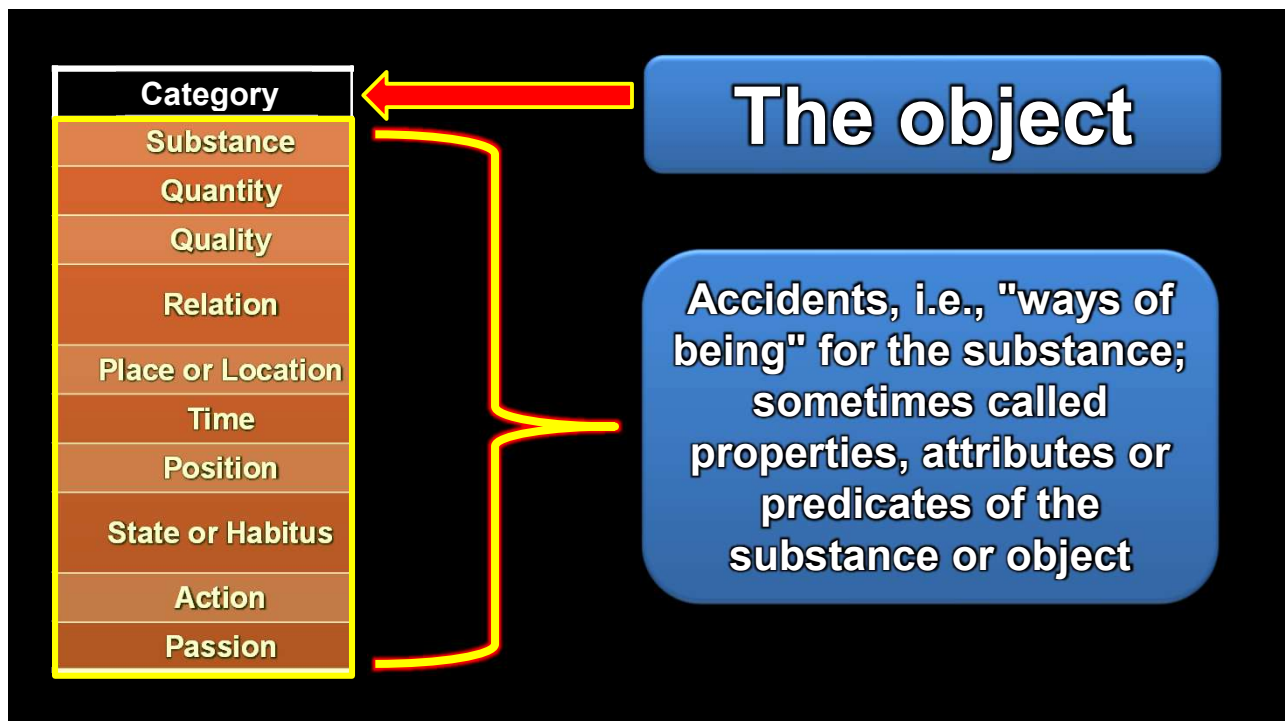 Category
Substance
Quantity
Quality
Relation
Place or Location
Time
Position
State or Habitus
Action
Passion
The object
Accidents, i.e., "ways of
being" for the substance;
sometimes called
properties, attributes or
predicates of the
substance or object